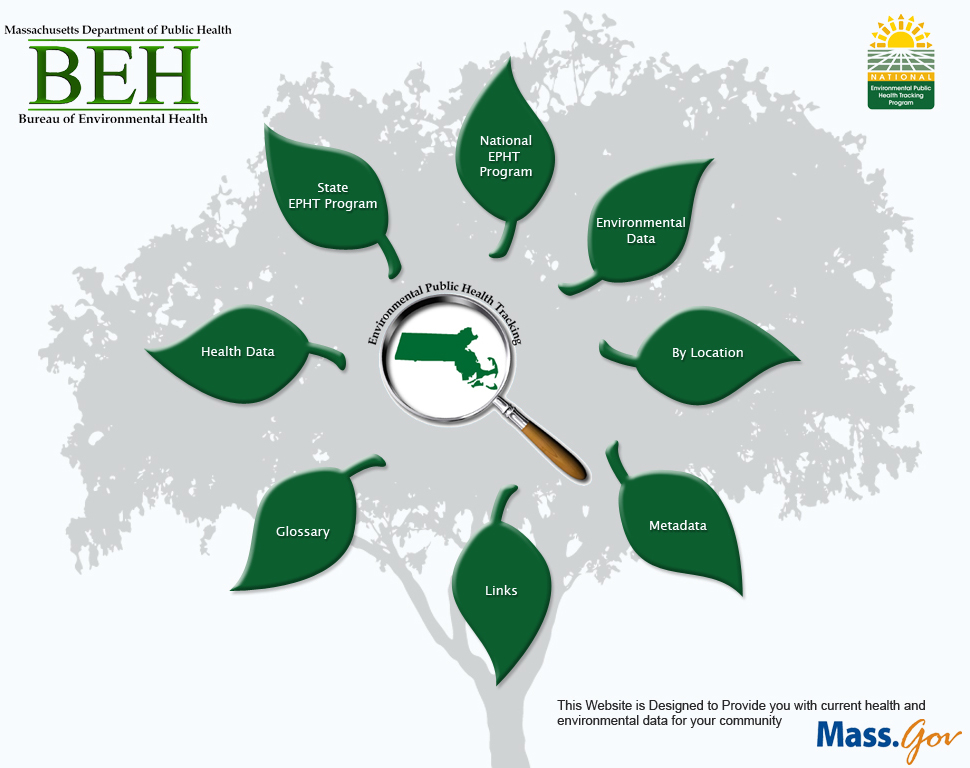 Massachusetts Department of Public Health
BEH
Bureau of Environmental Health
NATIONAL
Environmental Public
Health Tracking
Program
National
EPHT
Program
State
EPHT Program
Environmental
Data
Environmental Public Health Tracking
Health Data
By Location
Glossary
Metadata
Links
This Website is Designed to Provide you with current health and
environmental data for your community
Mass.Gov